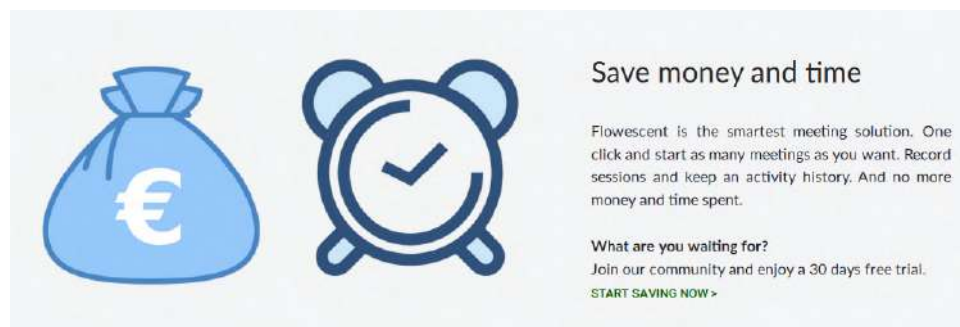 €
Save money and time
Flowescent is the smartest meeting solution. One
click and start as many meetings as you want. Record
sessions and keep an activity history. And no more
money and time spent.
What are you waiting for?
Join our community and enjoy a 30 days free trial.
START SAVING NOW >